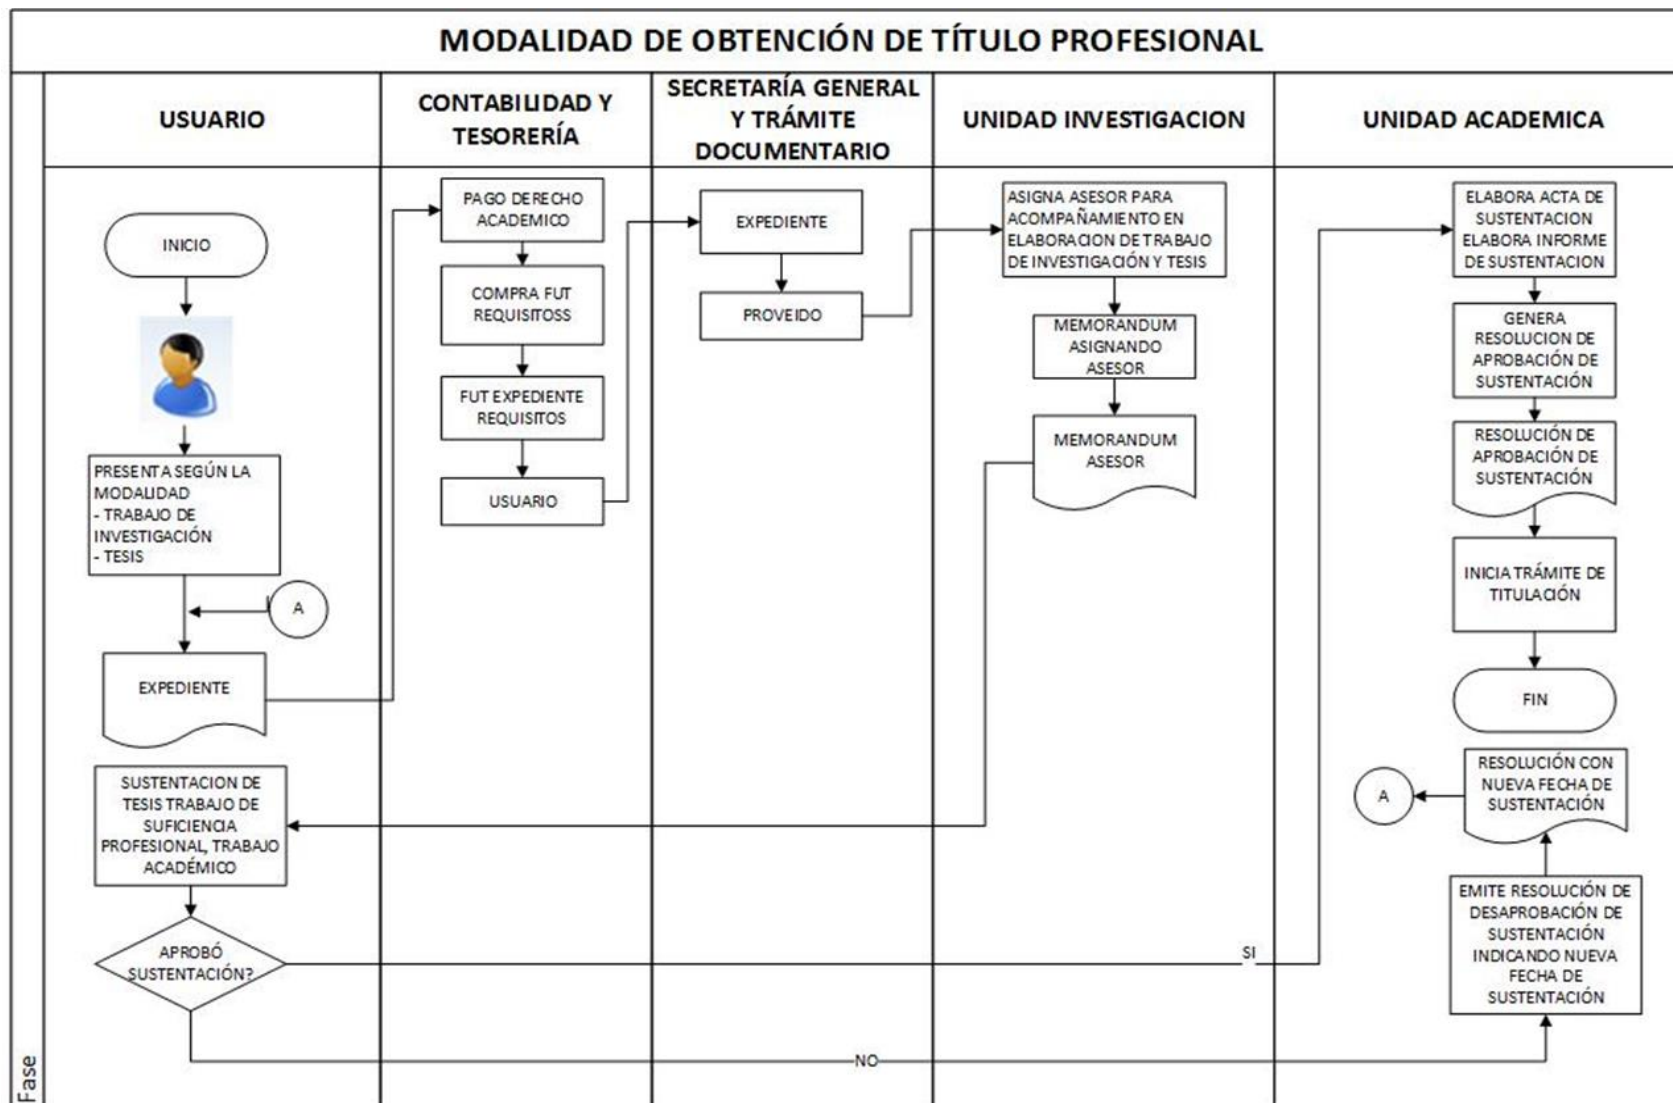 MODALIDAD DE OBTENCIÓN DE TÍTULO PROFESIONAL
Fase
USUARIO
CONTABILIDAD Y
TESORERÍA
SECRETARÍA GENERAL
Y TRÁMITE
DOCUMENTARIO
UNIDAD INVESTIGACION
UNIDAD ACADEMICA
INICIO
PRESENTA SEGÚN LA
MODALIDAD
- TRABAJO DE
INVESTIGACIÓN
- TESIS
A
EXPEDIENTE
SUSTENTACION DE
TESIS TRABAJO DE
SUFICIENCIA
PROFESIONAL, TRABAJO
ACADÉMICO
APROBÓ
SUSTENTACIÓN?
SI
NO
PAGO DERECHO
ACADEMICO
COMPRA FUT
REQUISITOSS
FUT EXPEDIENTE
REQUISITOS
USUARIO
EXPEDIENTE
PROVEIDO
ASIGNA ASESOR PARA
ACOMPAÑAMIENTO EN
ELABORACION DE TRABAJO
DE INVESTIGACIÓN Y TESIS
MEMORANDUM
ASIGNANDO
ASESOR
MEMORANDUM
ASESOR
ELABORA ACTA DE
SUSTENTACION
ELABORA INFORME
DE SUSTENTACION
GENERA
RESOLUCION DE
APROBACIÓN DE
SUSTENTACIÓN
RESOLUCIÓN DE
APROBACIÓN DE
SUSTENTACIÓN
INICIA TRÁMITE DE
TITULACIÓN
FIN
RESOLUCIÓN CON
NUEVA FECHA DE
SUSTENTACIÓN
A
EMITE RESOLUCIÓN DE
DESAPROBACIÓN DE
SUSTENTACIÓN
INDICANDO NUEVA
FECHA DE
SUSTENTACIÓN